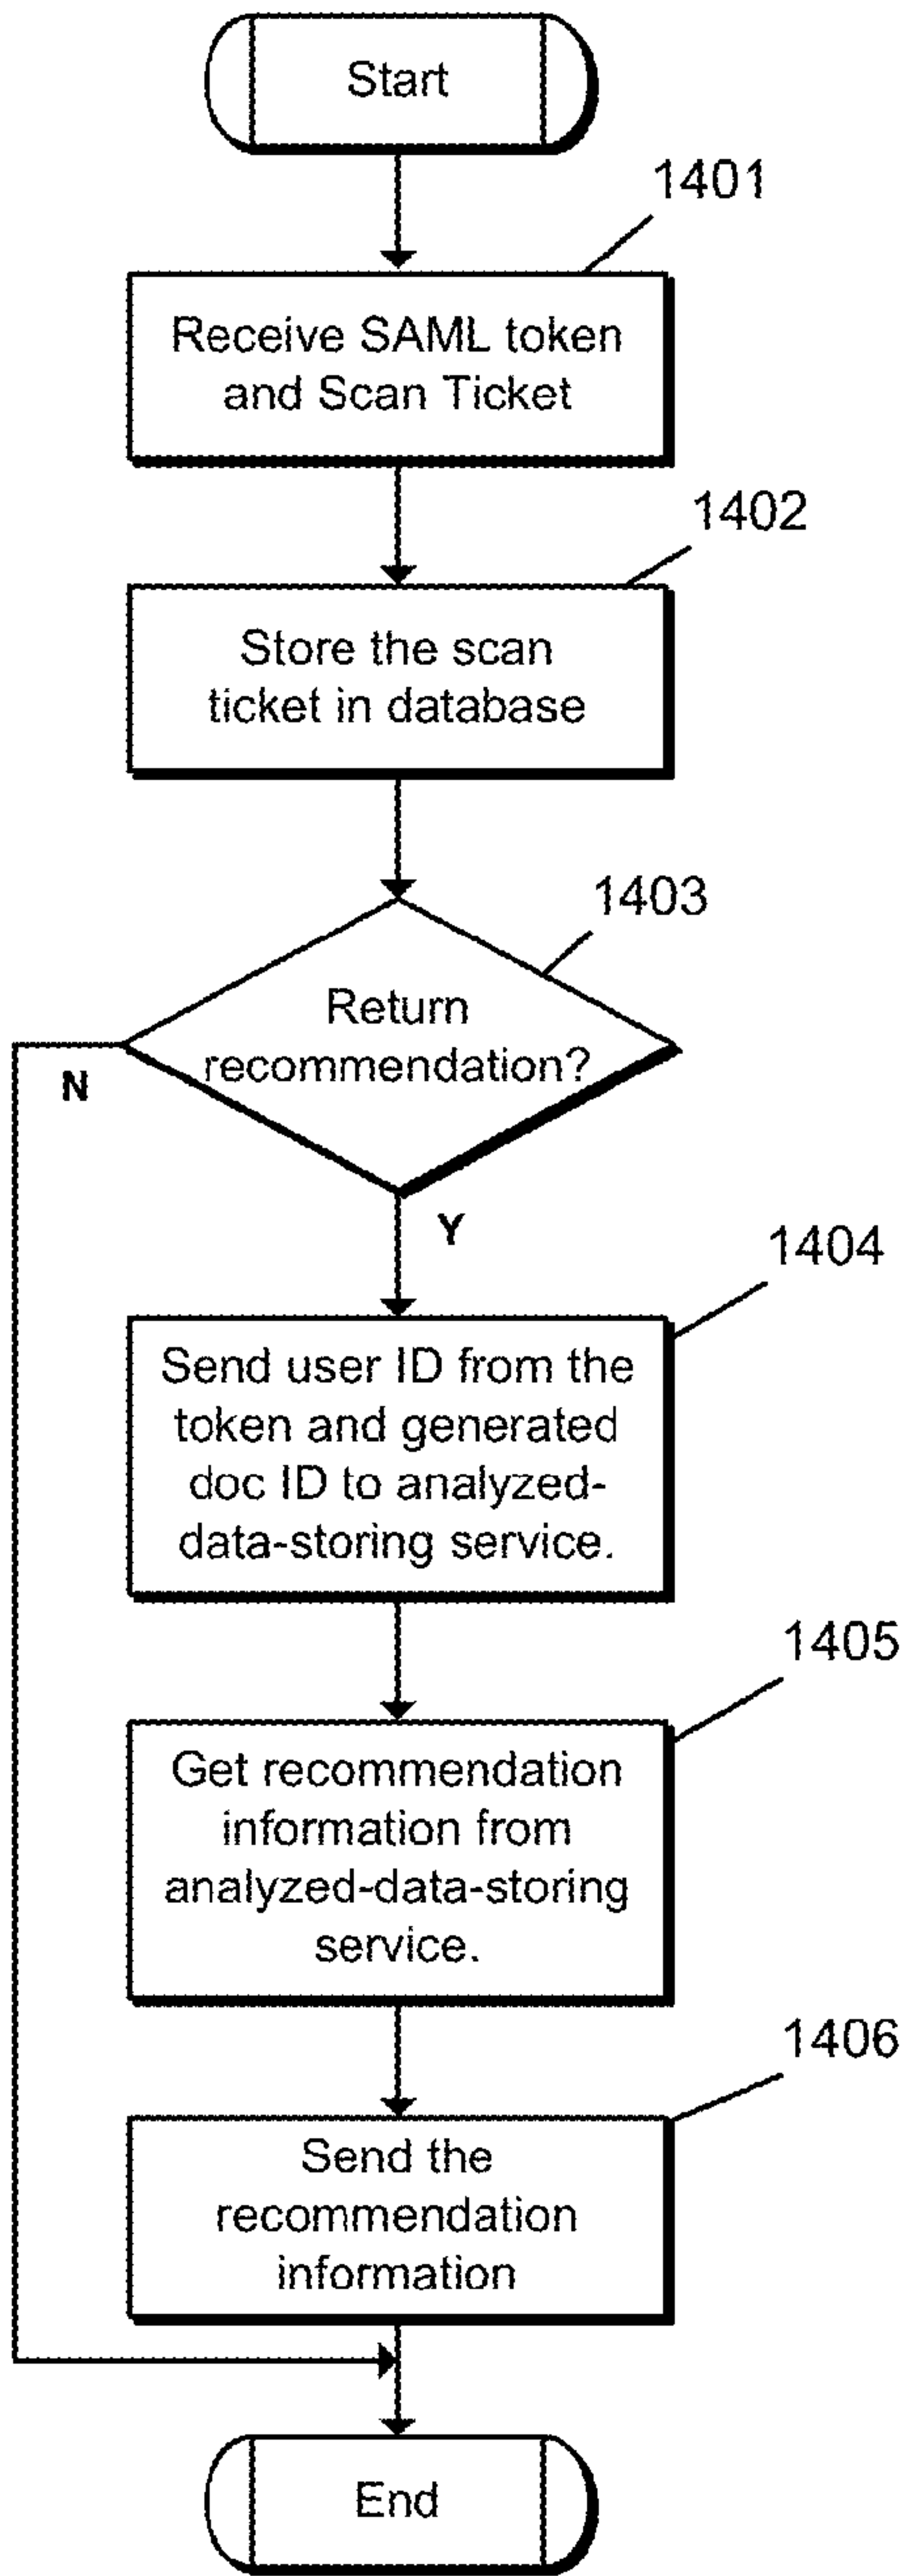 Start
1401
Receive SAML token
and Scan Ticket
1402
Store the scan
ticket in database
1403
Return
recommendation?
N
Y
1404
Send user ID from the
token and generated
doc ID to analyzed-
data-storing service.
1405
Get recommendation
information from
analyzed-data-storing
service.
1406
Send the
recommendation
information
End